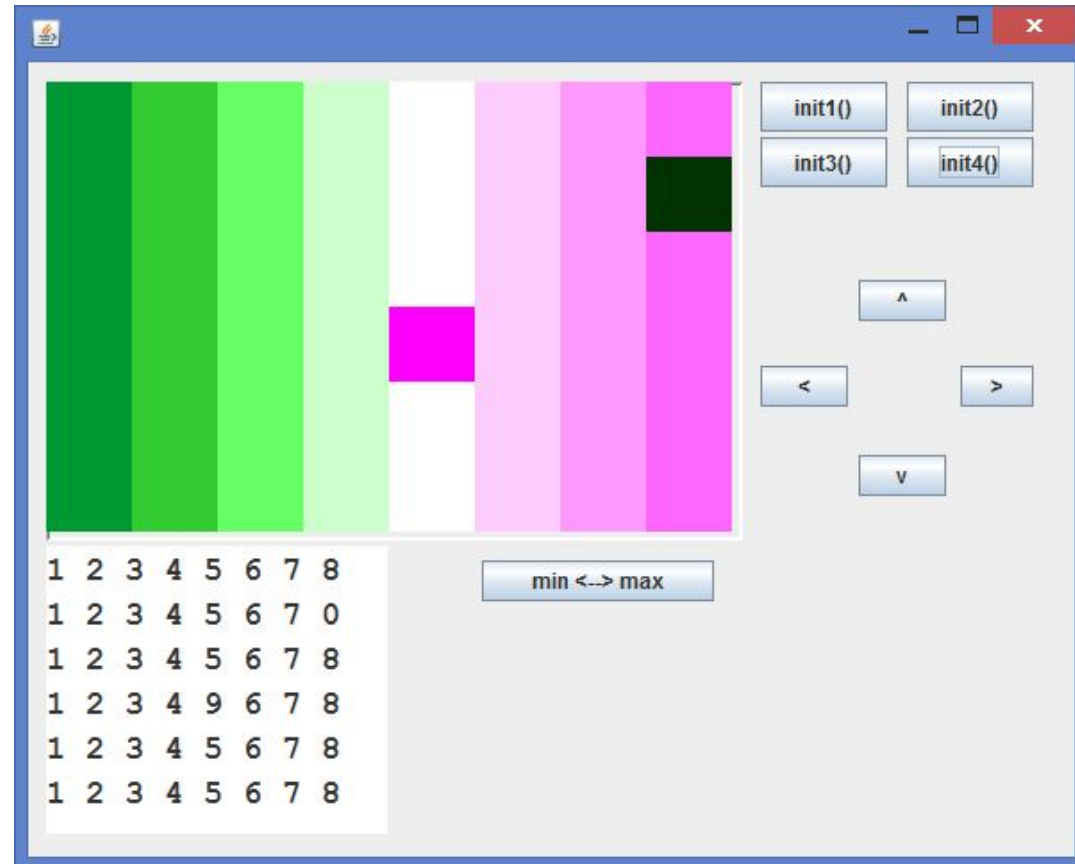 init1() init2()
init3() init4()
^
< >
v
1 2 3 4 5 6 7 8
1 2 3 4 5 6 7 0
1 2 3 4 5 6 7 8
1 2 3 4 9 6 7 8
1 2 3 4 5 6 7 8
1 2 3 4 5 6 7 8
min <--> max